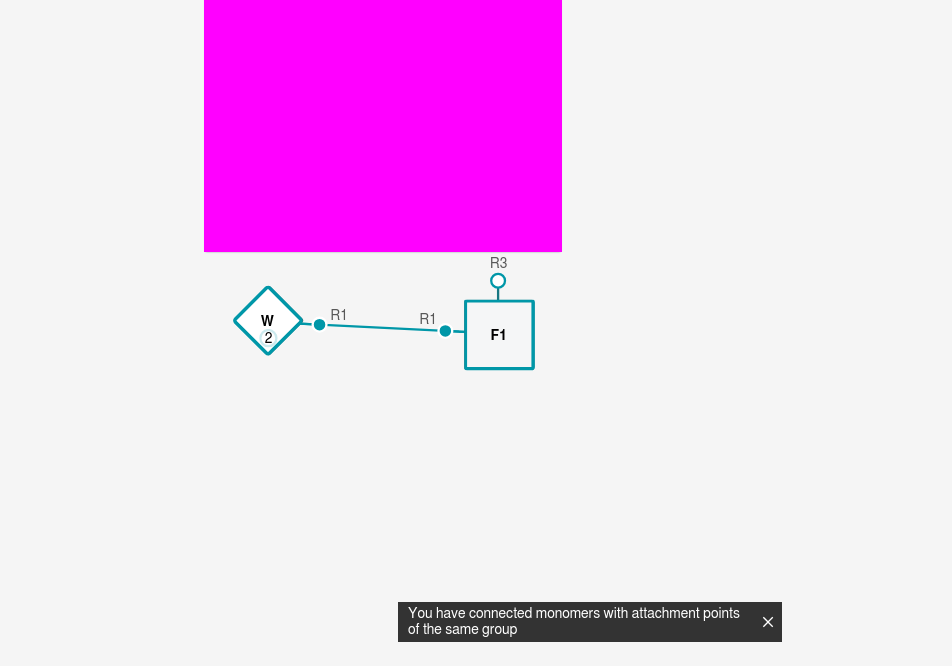 R3
R1
R1
W
2
F1
You have connected monomers with attachment points
of the same group